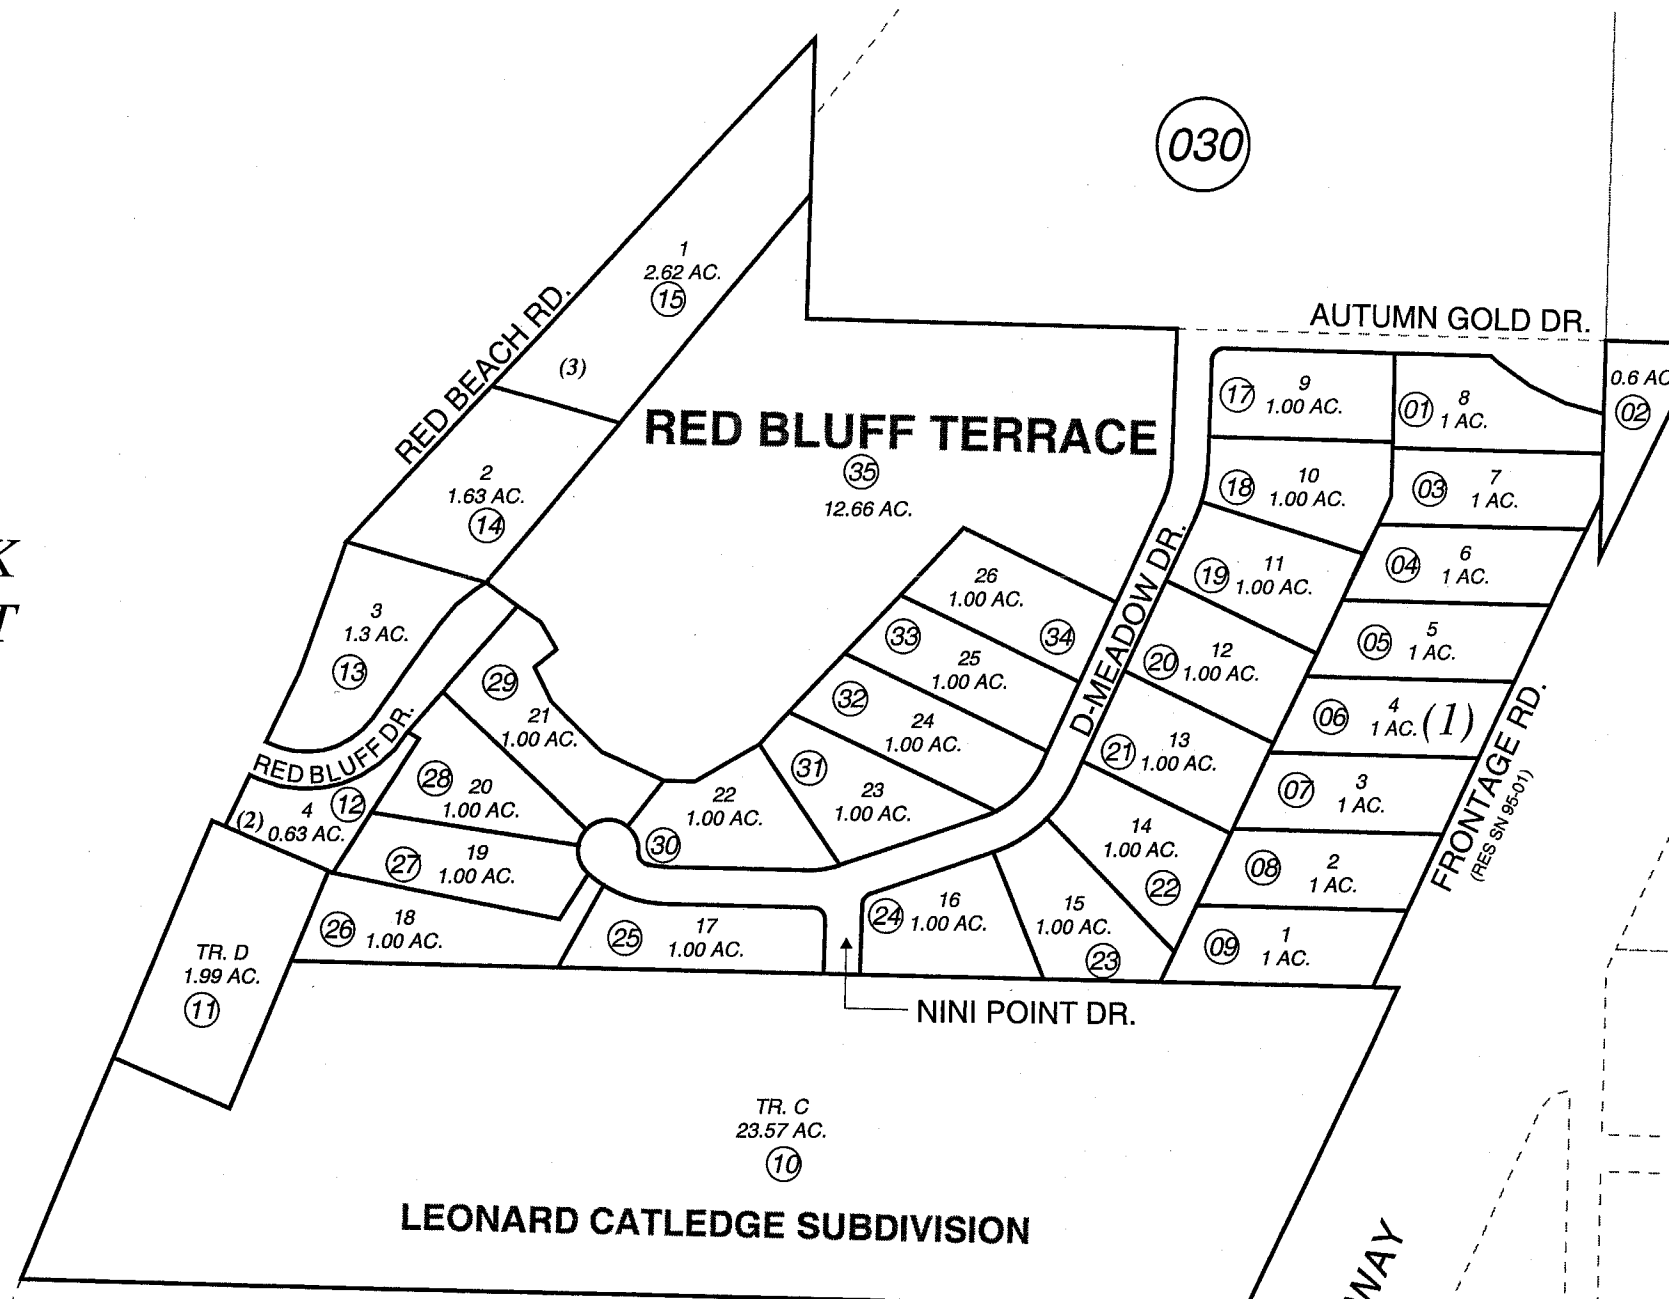 030
1
2.62 AC.
15
(3)
RED BEACH RD.
AUTUMN GOLD DR.
0.6 AC
02
9
17
1.00 AC.
8
01
1 AC.
RED BLUFF TERRACE
35
12.66 AC.
2
1.63 AC.
14
10
18
1.00 AC.
7
03
1 AC.
11
19
1.00 AC.
6
04
1 AC.
26
1.00 AC.
34
33
25
1.00 AC.
32
24
1.00 AC.
D-MEADOW DR.
12
20
1.00 AC.
5
05
1 AC.
K
T
3
1.3 AC.
13
29
21
1.00 AC.
4
06
1 AC.
(1)
13
21
1.00 AC.
RED BLUFF DR.
28
20
1.00 AC.
31
23
1.00 AC.
22
1.00 AC.
30
3
07
1 AC.
FRONTAGE RD.
(RES SN 95-01)
12
4
(2)
0.63 AC.
27
19
1.00 AC.
14
1.00 AC.
22
2
08
1 AC.
18
26
1.00 AC.
17
25
1.00 AC.
16
24
1.00 AC.
15
1.00 AC.
23
1
09
1 AC.
TR. D
1.99 AC.
11
NINI POINT DR.
TR. C
23.57 AC.
10
LEONARD CATLEDGE SUBDIVISION
WAY